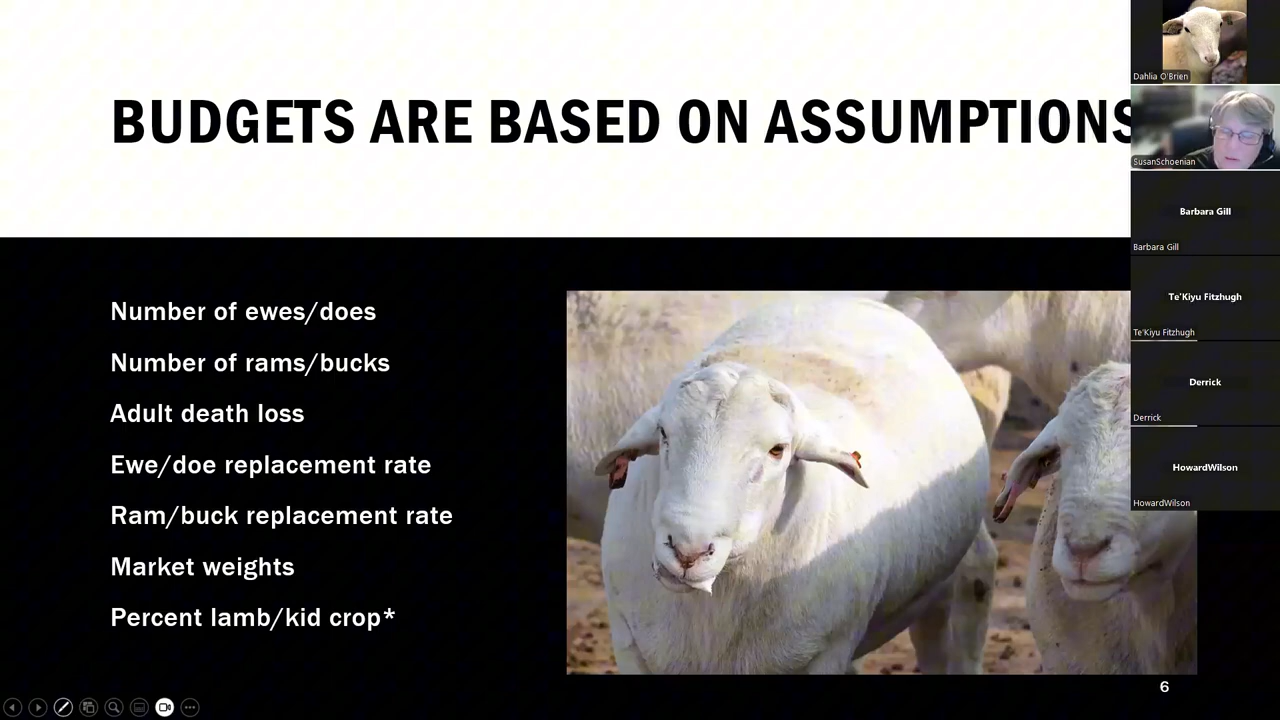 BUDGETS ARE BASED ON ASSUMPTIONS
Number of ewes/does
Number of rams/bucks
Adult death loss
Ewe/doe replacement rate
Ram/buck replacement rate
Market weights
Percent lamb/kid crop*
6
Dahlia O'Brien
SusanSchoenian
Barbara Gill
Barbara Gill
Te'Kiyu Fitzhugh
Te'Kiyu Fitzhugh
Derrick
Derrick
HowardWilson
HowardWilson